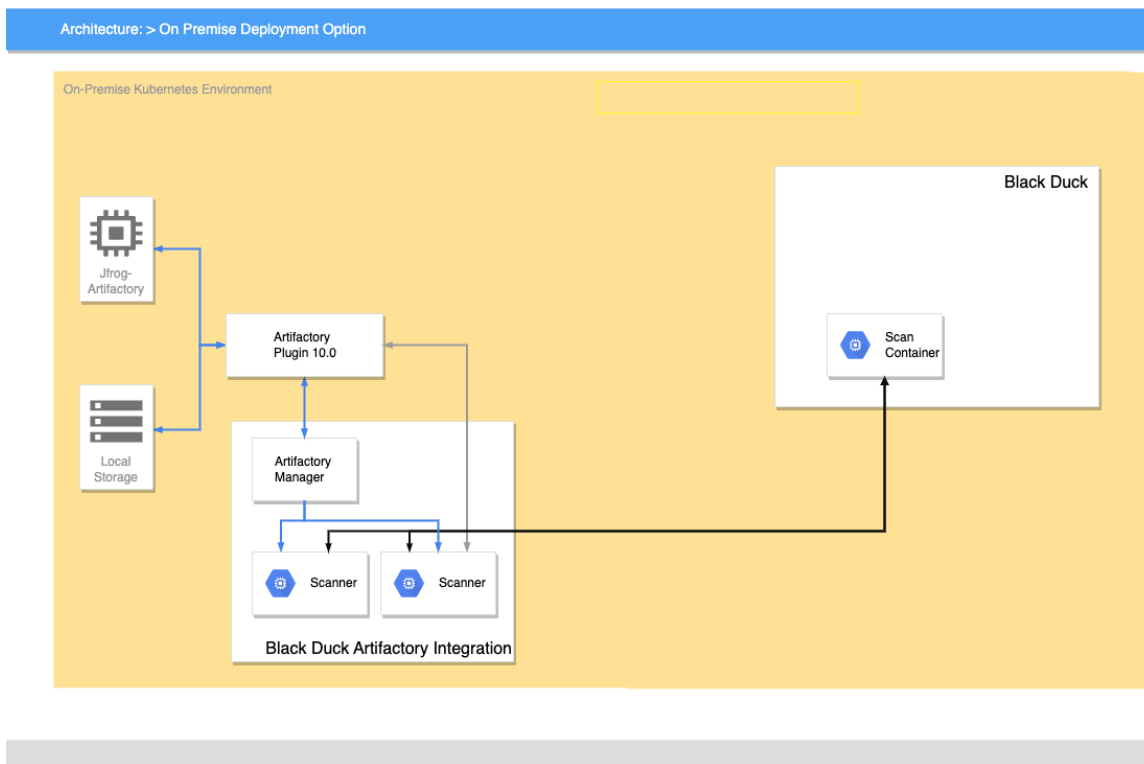 Architecture: > On Premise Deployment Option
On-Premise Kubernetes Environment
Black Duck
Jfrog-
Artifactory
Artifactory
Plugin 10.0
Scan
Container
Local
Storage
Artifactory
Manager
Scanner
Scanner
Black Duck Artifactory Integration